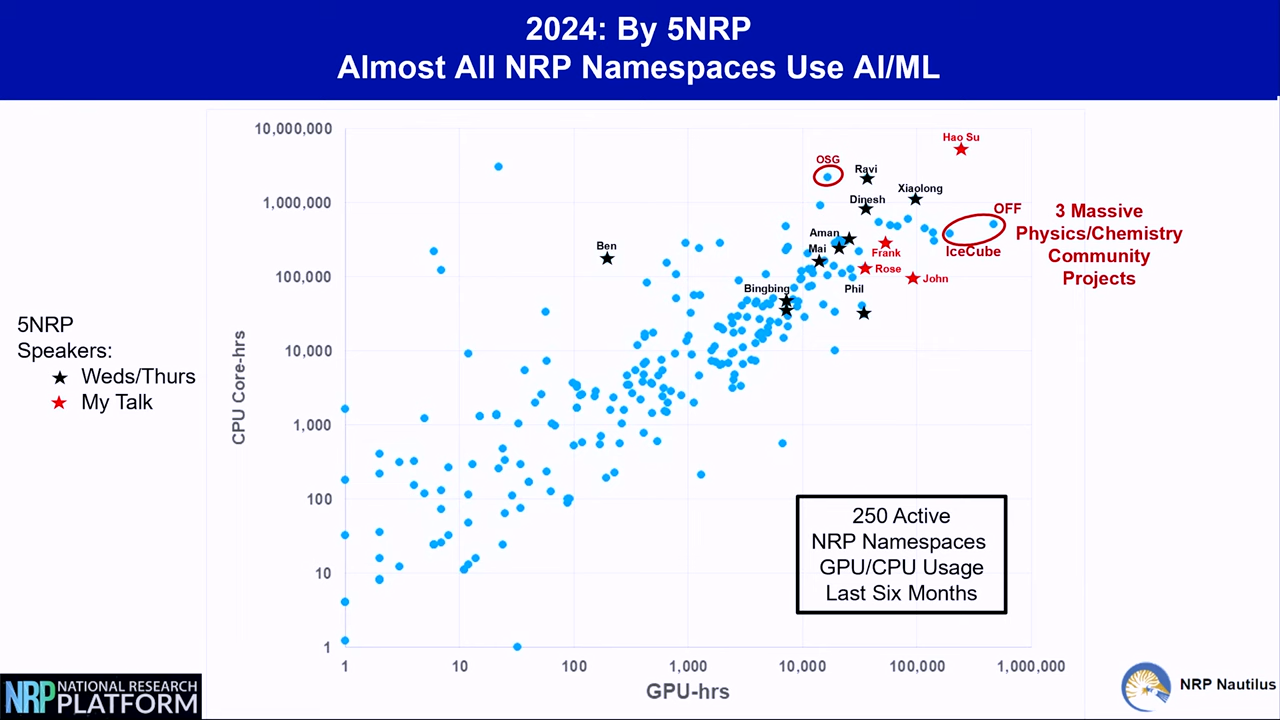 2024: By 5NRP
Almost All NRP Namespaces Use AI/ML
10,000,000
1,000,000
100,000
10,000
1,000
100
10
1
CPU Core-hrs
1
10
100
1,000
10,000
100,000
1,000,000
GPU-hrs
Hao Su
OSG
Ravi
Xiaolong
Dinesh
OFF
Aman
Ben
Mai
Frank
IceCube
Rose
John
Bingbing
Phil
3 Massive
Physics/Chemistry
Community
Projects
5NRP
Speakers:
Weds/Thurs
My Talk
250 Active
NRP Namespaces
GPU/CPU Usage
Last Six Months
NRP NATIONAL RESEARCH
PLATFORM
NRP Nautilus